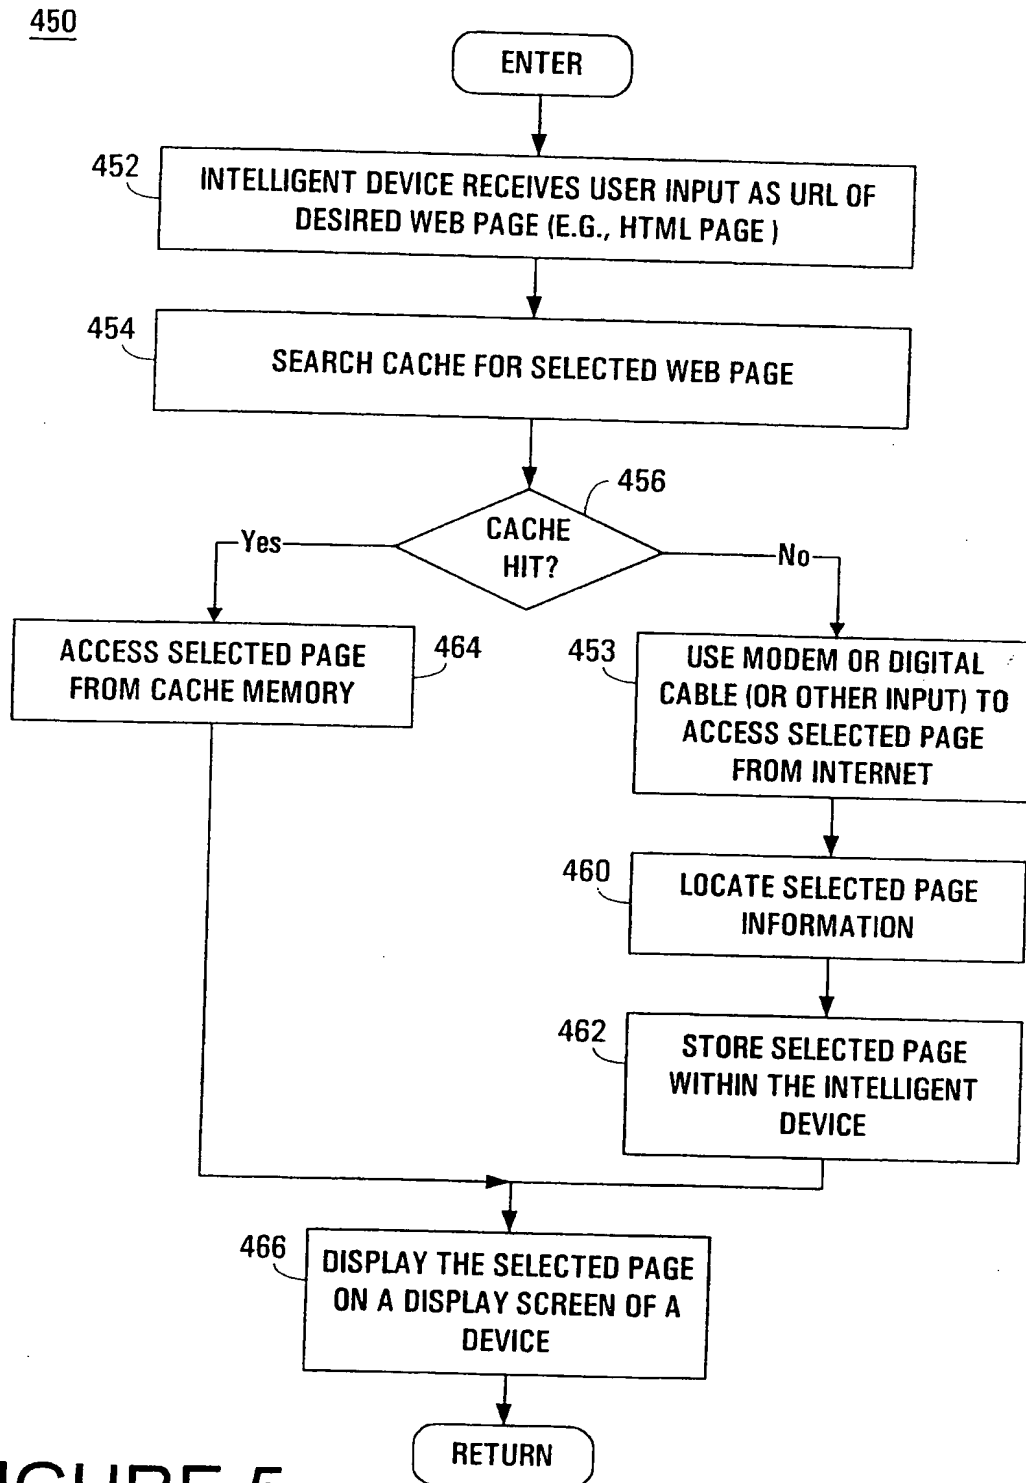 450
ENTER
452
INTELLIGENT DEVICE RECEIVES USER INPUT AS URL OF
DESIRED WEB PAGE (E.G., HTML PAGE )
454
SEARCH CACHE FOR SELECTED WEB PAGE
456
CACHE
HIT?
Yes
No
ACCESS SELECTED PAGE
FROM CACHE MEMORY
464
453
USE MODEM OR DIGITAL
CABLE (OR OTHER INPUT) TO
ACCESS SELECTED PAGE
FROM INTERNET
460
LOCATE SELECTED PAGE
INFORMATION
462
STORE SELECTED PAGE
WITHIN THE INTELLIGENT
DEVICE
466
DISPLAY THE SELECTED PAGE
ON A DISPLAY SCREEN OF A
DEVICE
RETURN